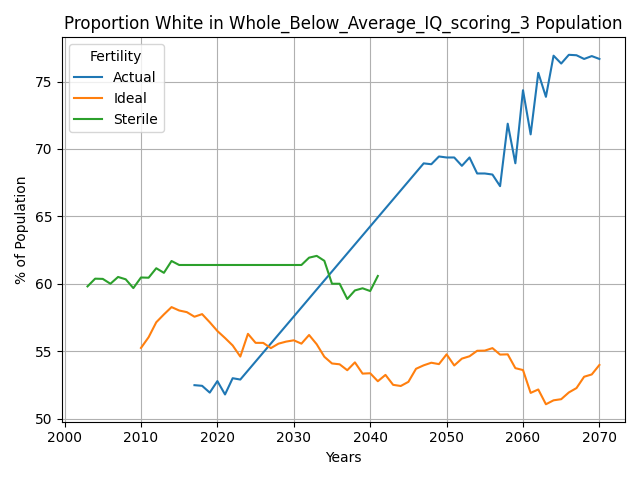 Proportion White in Whole_Below_Average_IQ_scoring_3 Population
Fertility
Actual
Ideal
Sterile
% of Population
75
70
65
60
55
50
2000 2010 2020 2030 2040 2050 2060 2070
Years